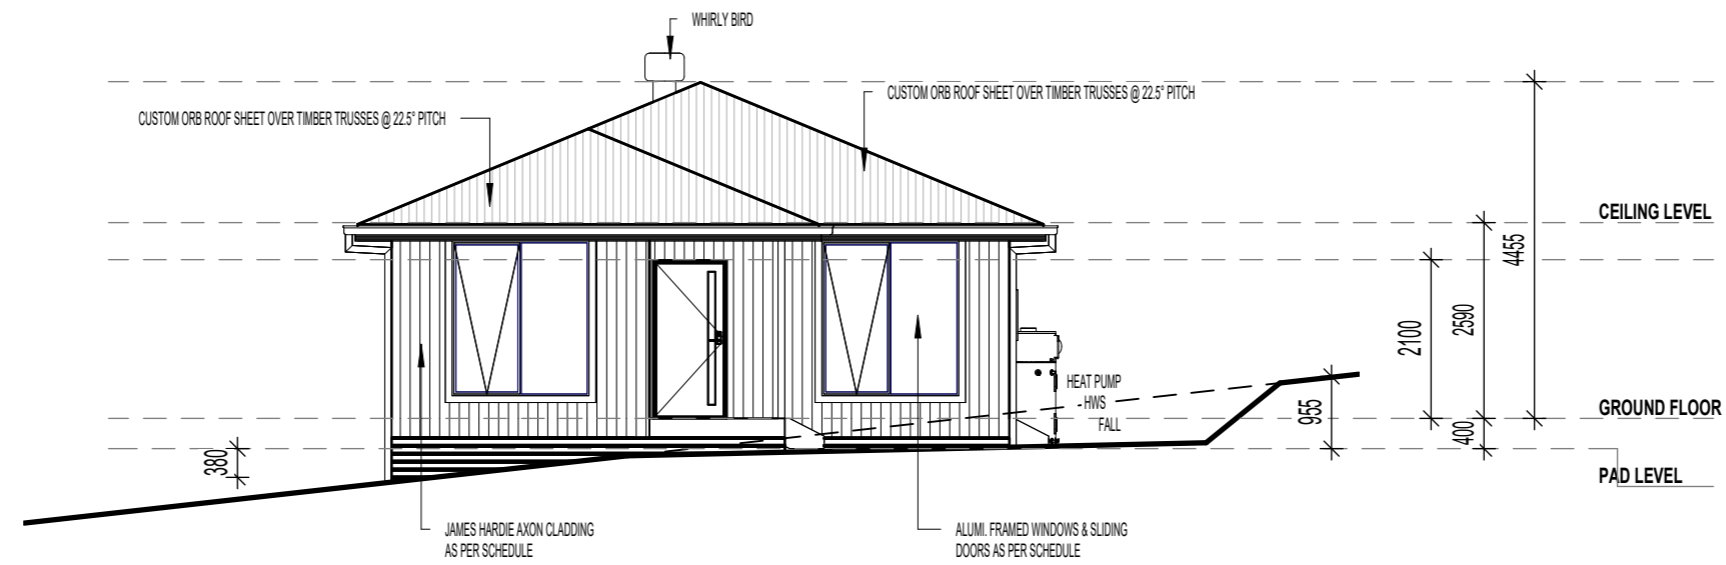 WHIRLY BIRD
CUSTOM ORB ROOF SHEET OVER TIMBER TRUSSES @ 22.5° PITCH
CUSTOM ORB ROOF SHEET OVER TIMBER TRUSSES @ 22.5° PITCH
CEILING LEVEL
4455
2590
2100
HEAT PUMP
- HWS
FALL
955
GROUND FLOOR
400
380
PAD LEVEL
JAMES HARDIE AXON CLADDING
AS PER SCHEDULE
ALUMI. FRAMED WINDOWS & SLIDING
DOORS AS PER SCHEDULE